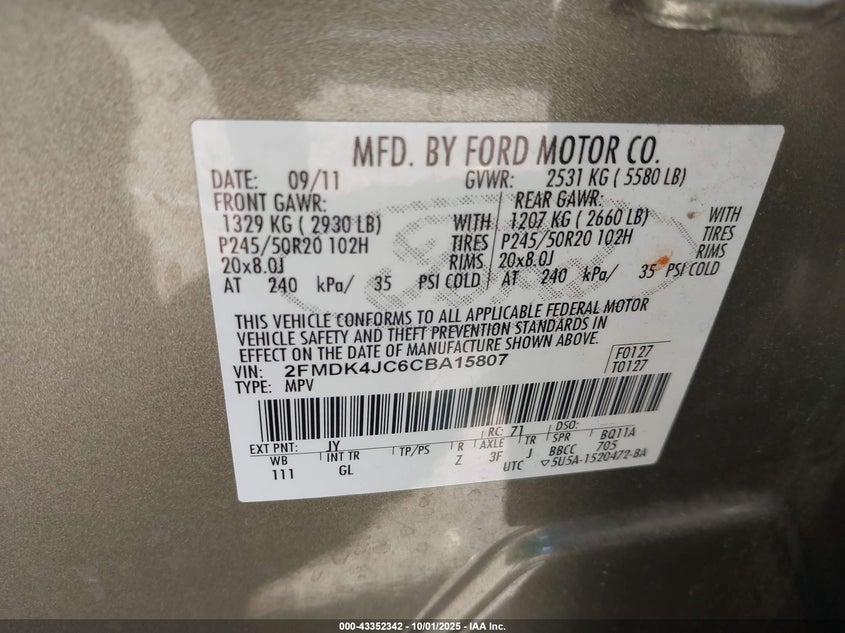 MFD. BY FORD MOTOR CO.
DATE: 09/11 GVWR: 2531 KG ( 5580 LB)
FRONT GAWR: REAR GAWR:
1329 KG ( 2930 LB) WITH 1207 KG ( 2660 LB) WITH
P245/50R20 102H TIRES P245/50R20 102H TIRES
20x8.0J RIMS 20x8.0J RIMS
AT 240 kPa/ 35 PSI COLD AT 240 kPa/ 35 PSI COLD
THIS VEHICLE CONFORMS TO ALL APPLICABLE FEDERAL MOTOR
VEHICLE SAFETY AND THEFT PREVENTION STANDARDS IN
EFFECT ON THE DATE OF MANUFACTURE SHOWN ABOVE.
VIN: 2FMDK4JC6CBA15807 F0127
TYPE: MPV T0127
EXT PNT: JY RC: 71 DSO:
WB INT TR TP/PS R AXLE TR SPR BQ11A
111 GL Z 3F J BBCC 705
UTC ▽5U5A-1520472-BA
000-43352342 | 10/01/2025 | IAA Inc.